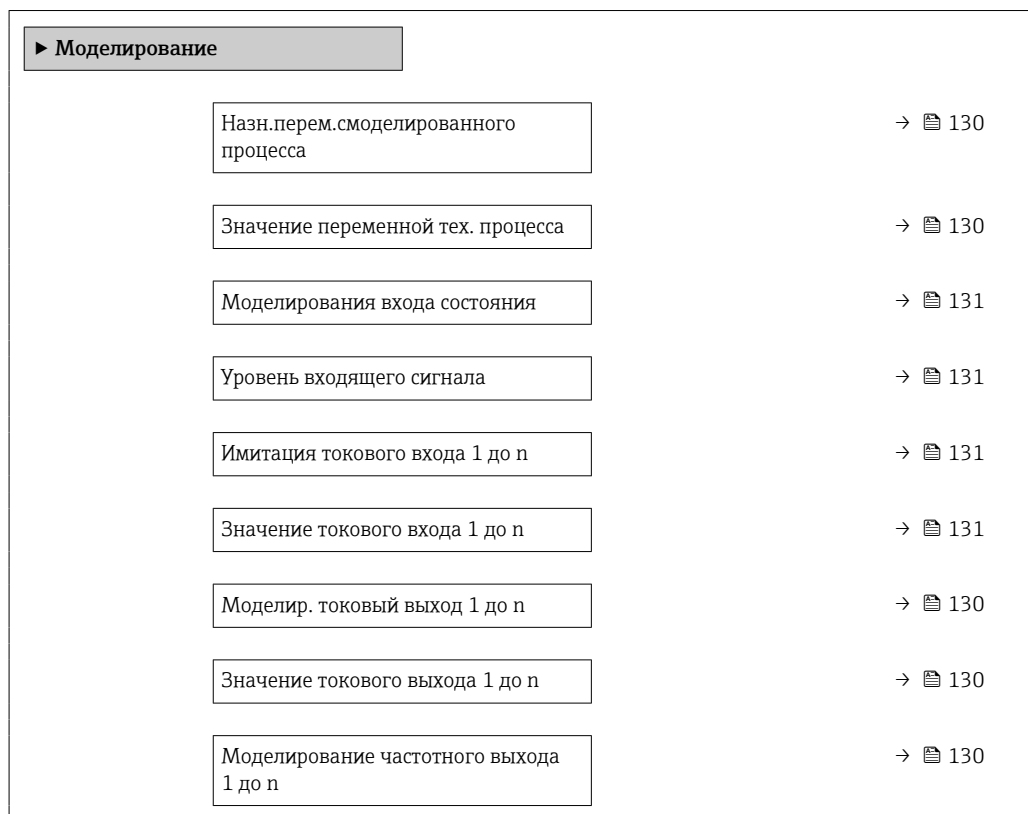 ► Моделирование
Назн.перем.смоделированного → 130
процесса
Значение переменной тех. процесса → 130
Моделирования входа состояния → 131
Уровень входящего сигнала → 131
Имитация токового входа 1 до n → 131
Значение токового входа 1 до n → 131
Моделир. токовый выход 1 до n → 130
Значение токового выхода 1 до n → 130
Моделирование частотного выхода → 130
1 до n